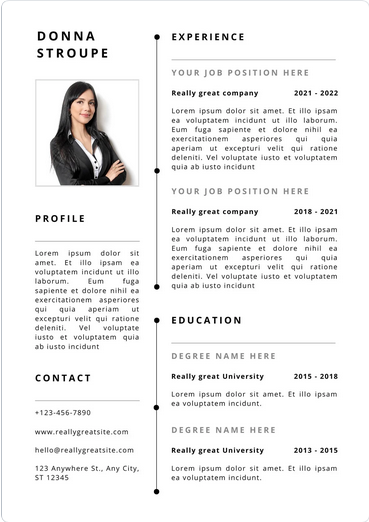 DONNA
STROUPE
PROFILE
Lorem ipsum dolor sit
amet. Et illo ipsam ea
voluptatem incidunt ut illo
laborum. Eum fuga
sapiente et dolore nihil ea
exercitationem asperiores
qui quia aperiam ut
excepturi velit qui ratione
deleniti. Vel voluptate
iusto et voluptatem quia
ab iusto incidunt
CONTACT
+123-456-7890
www.reallygreatsite.com
hello@reallygreatsite.com
123 Anywhere St., Any City,
ST 12345
EXPERIENCE
YOUR JOB POSITION HERE
Really great company 2021 - 2022
Lorem ipsum dolor sit amet. Et illo ipsam
ea voluptatem incidunt ut illo laborum.
Eum fuga sapiente et dolore nihil ea
exercitationem asperiores qui quia
aperiam ut excepturi velit qui ratione
deleniti. Vel voluptate iusto et voluptatem
quia ab iusto incidunt
YOUR JOB POSITION HERE
Really great company 2018 - 2021
Lorem ipsum dolor sit amet. Et illo ipsam
ea voluptatem incidunt ut illo laborum.
Eum fuga sapiente et dolore nihil ea
exercitationem asperiores qui quia
aperiam ut excepturi velit qui ratione
deleniti. Vel voluptate iusto et voluptatem
quia ab iusto incidunt
EDUCATION
DEGREE NAME HERE
Really great University 2015 - 2018
Lorem ipsum dolor sit amet. Et illo ipsam
ea voluptatem incidunt.
DEGREE NAME HERE
Really great University 2013 - 2015
Lorem ipsum dolor sit amet. Et illo ipsam
ea voluptatem incidunt.